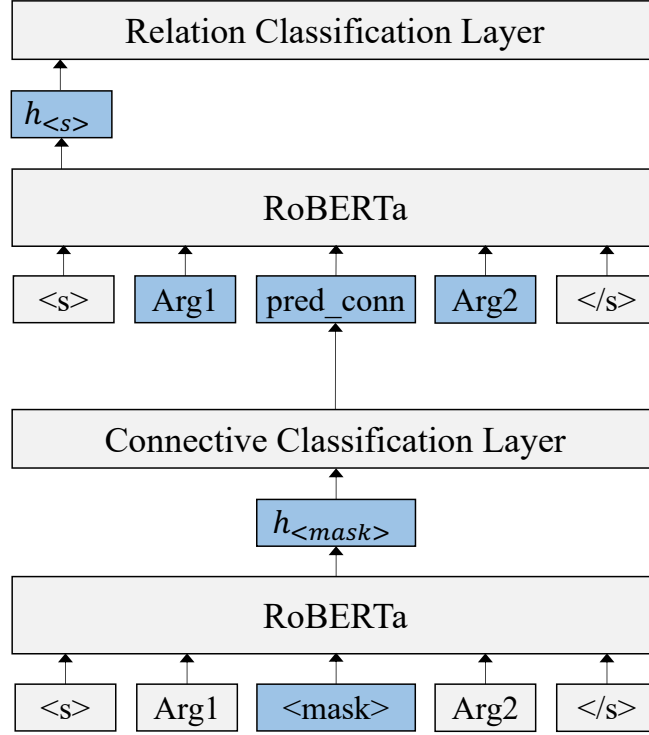 Relation Classification Layer
h<s>
RoBERTa
<s> Arg1 pred_conn Arg2 </s>
Connective Classification Layer
h<mask>
RoBERTa
<s> Arg1 <mask> Arg2 </s>